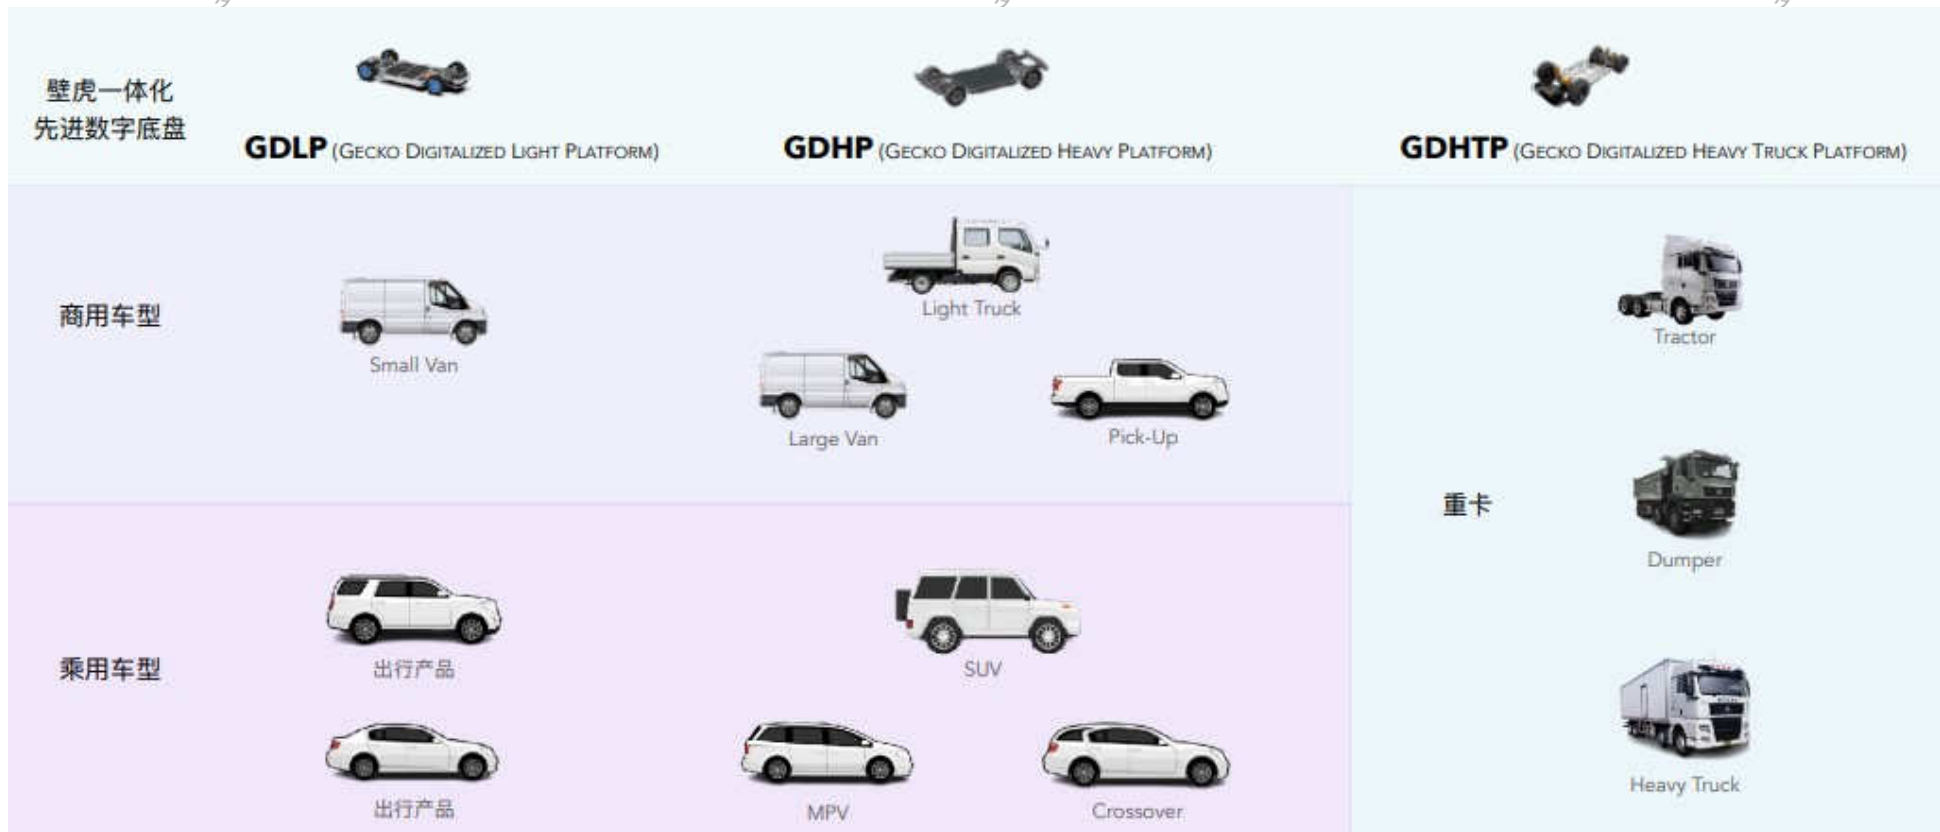 壁虎一体化
先进数字底盘
GDLP (GECKO DIGITALIZED LIGHT PLATFORM)
GDHP (GECKO DIGITALIZED HEAVY PLATFORM)
GDHTP (GECKO DIGITALIZED HEAVY TRUCK PLATFORM)
商用车型
Small Van
Light Truck
Large Van
Pick-Up
乘用车型
出行产品
SUV
出行产品
MPV
Crossover
重卡
Tractor
Dumper
Heavy Truck